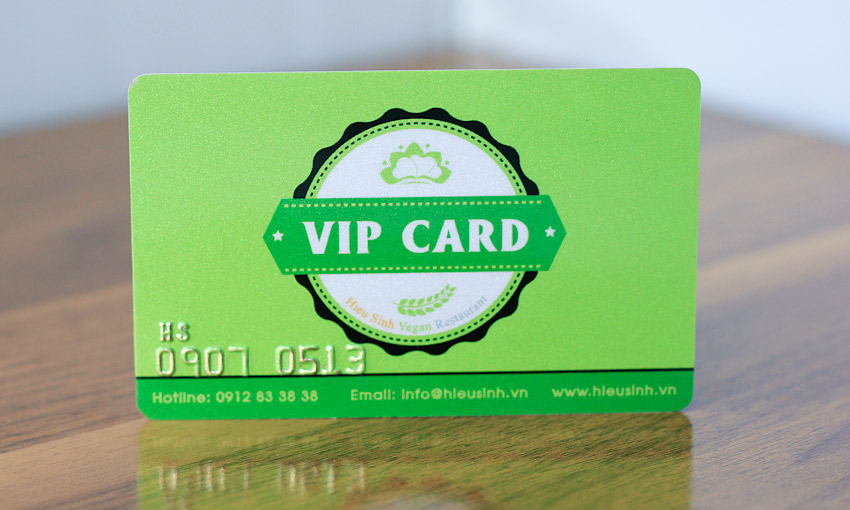 VIP CARD
Hieu Sinh Vegan Restaurant
HS
0907 0513
Hotline: 0912 83 38 38 Email: info@hieusinh.vn www.hieusinh.vn